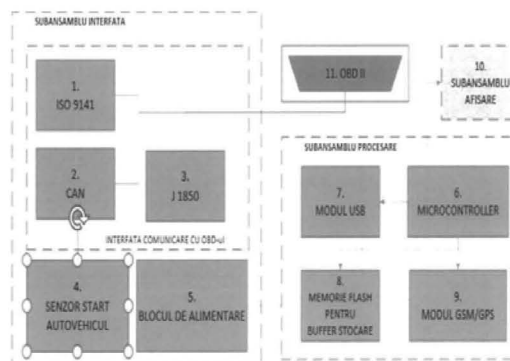 SUBANSAMBLU INTERFATA
1.
ISO 9141
2.
CAN
3.
J 1850
INTERFATA COMUNICARE CU OBD-ul
4.
SENZOR START
AUTOVEHICUL
5.
BLOCUL DE ALIMENTARE
11. OBD II
10.
SUBANSAMBLU
AFISARE
SUBANSAMBLU PROCESARE
7.
MODUL USB
6.
MICROCONTROLLER
8.
MEMORIE FLASH
PENTRU
BUFFER STOCARE
9.
MODUL GSM/GPS